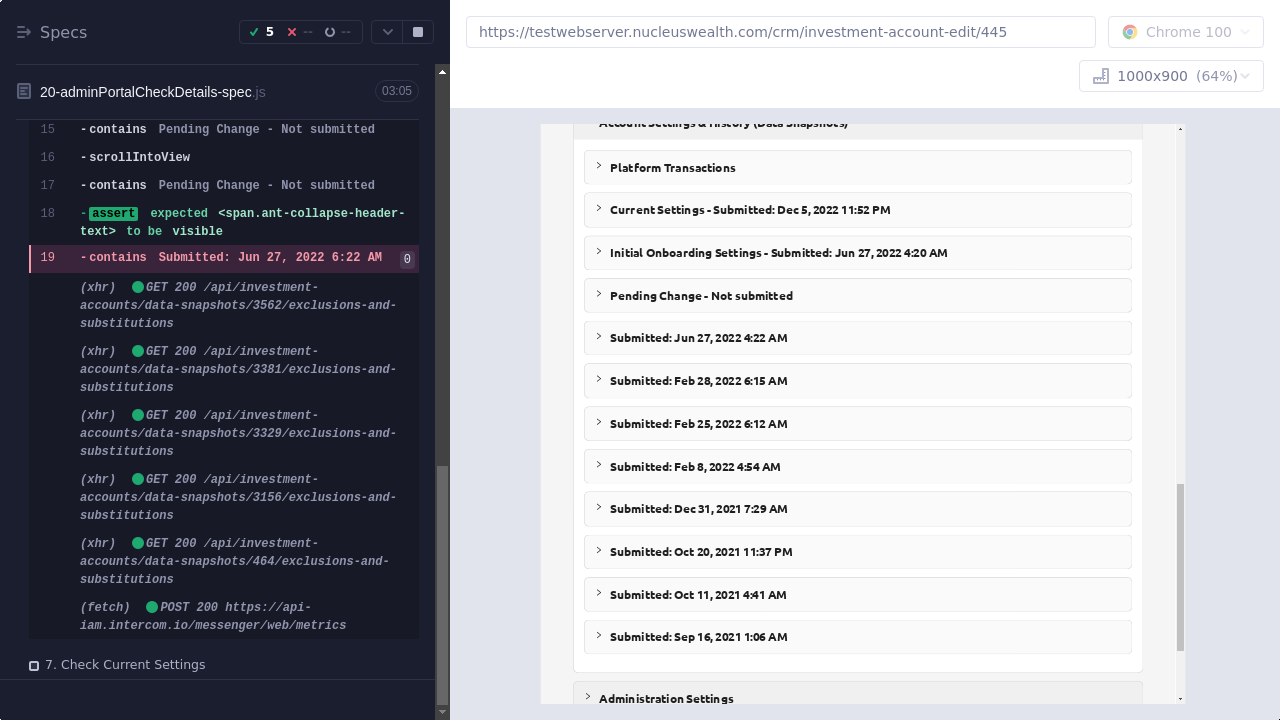 Specs
5
--
--
20-adminPortalCheckDetails-spec.js
03:05
15 -contains Pending Change - Not submitted
16 -scrollIntoView
17 -contains Pending Change - Not submitted
18 -assert expected <span.ant-collapse-header-
text> to be visible
19 -contains Submitted: Jun 27, 2022 6:22 AM 0
(xhr) GET 200 /api/investment-
accounts/data-snapshots/3562/exclusions-and-
substitutions
(xhr) GET 200 /api/investment-
accounts/data-snapshots/3381/exclusions-and-
substitutions
(xhr) GET 200 /api/investment-
accounts/data-snapshots/3329/exclusions-and-
substitutions
(xhr) GET 200 /api/investment-
accounts/data-snapshots/3156/exclusions-and-
substitutions
(xhr) GET 200 /api/investment-
accounts/data-snapshots/464/exclusions-and-
substitutions
(fetch) POST 200 https://api-
iam.intercom.io/messenger/web/metrics
7. Check Current Settings
https://testwebserver.nucleuswealth.com/crm/investment-account-edit/445
Chrome 100
1000x900 (64%)
Account Settings & History (Data Snapshots)
Platform Transactions
Current Settings - Submitted: Dec 5, 2022 11:52 PM
Initial Onboarding Settings - Submitted: Jun 27, 2022 4:20 AM
Pending Change - Not submitted
Submitted: Jun 27, 2022 4:22 AM
Submitted: Feb 28, 2022 6:15 AM
Submitted: Feb 25, 2022 6:12 AM
Submitted: Feb 8, 2022 4:54 AM
Submitted: Dec 31, 2021 7:29 AM
Submitted: Oct 20, 2021 11:37 PM
Submitted: Oct 11, 2021 4:41 AM
Submitted: Sep 16, 2021 1:06 AM
Administration Settings